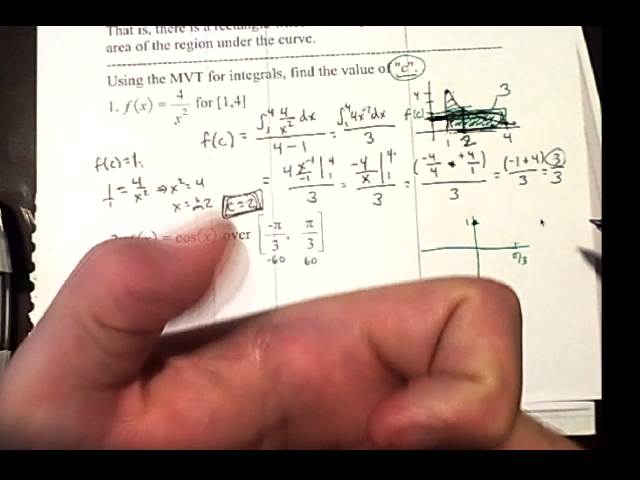 That, is, there is a rectangle
area of the region under the curve.
Using the MVT for integrals, find the value of "c".
1. f(x) = 4/x² for [1,4]
f(c) = ∫₁⁴ 4/x² dx / 4-1 = ∫₁⁴ 4x⁻² dx / 3
4 3
f(c)
1 2 4
f(c)=1
1/1 = 4/x² ⇒ x²=4
x=±2 c=2
= 4x⁻¹/-1 |₁⁴ / 3 = -4/x |₁⁴ / 3 = (-4/4 + 4/1) / 3 = (-1+4)/3 = 3/3
= cos(x) over [-π/3, π/3]
-60 60
1
π/3